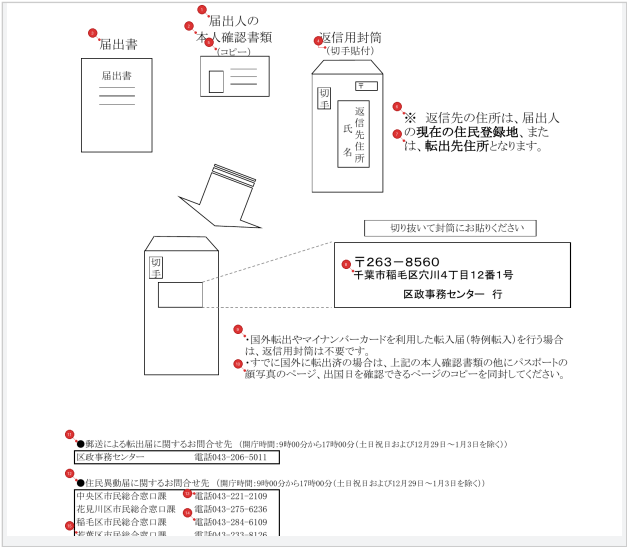 届出人の
本人確認書類
(コピー)
届出書
届出書
返信用封筒
(切手貼付)
切手
〒
返信先住所
氏名
※ 返信先の住所は、届出人
の現在の住民登録地、また
は、転出先住所となります。
切り抜いて封筒にお貼りください
切手
〒263－8560
千葉市稲毛区穴川4丁目12番1号
区政事務センター 行
・国外転出やマイナンバーカードを利用した転入届(特例転入)を行う場合
は、返信用封筒は不要です。
・すでに国外に転出済の場合は、上記の本人確認書類の他にパスポートの
顔写真のページ、出国日を確認できるページのコピーを同封してください。
●郵送による転出届に関するお問合せ先 (開庁時間:9時00分から17時00分(土日祝日および12月29日～1月3日を除く))
区政事務センター 電話043-206-5011
●住民異動届に関するお問合せ先 (開庁時間:9時00分から17時00分(土日祝日および12月29日～1月3日を除く))
中央区市民総合窓口課 電話043-221-2109
花見川区市民総合窓口課 電話043-275-6236
稲毛区市民総合窓口課 電話043-284-6109
若葉区市民総合窓口課 電話043-233-8126